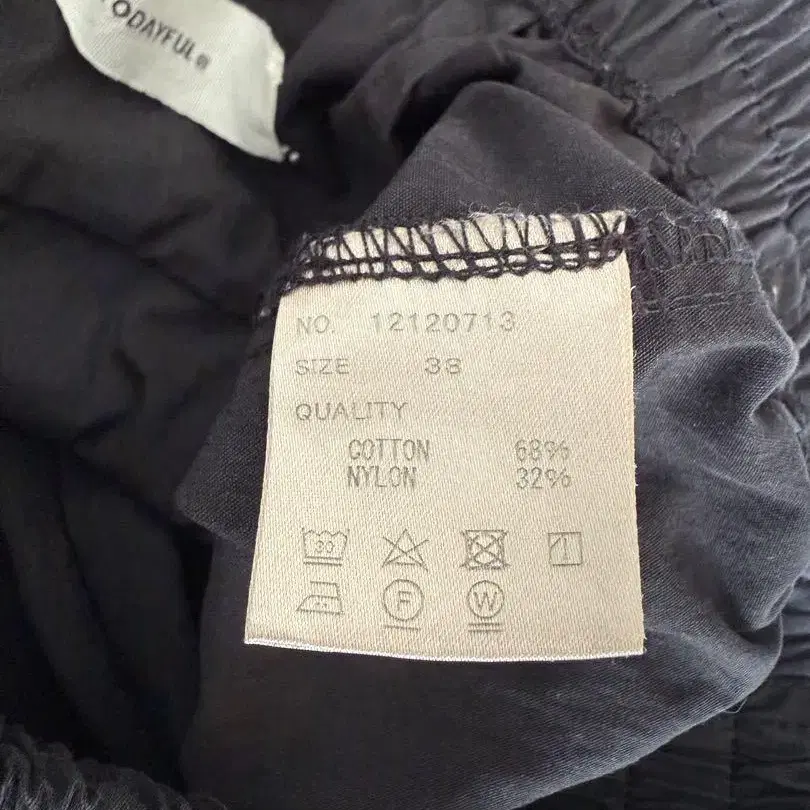 TODAYFUL®
NO. 12120713
SIZE 38
QUALITY
COTTON 68%
NYLON 32%
30
F W